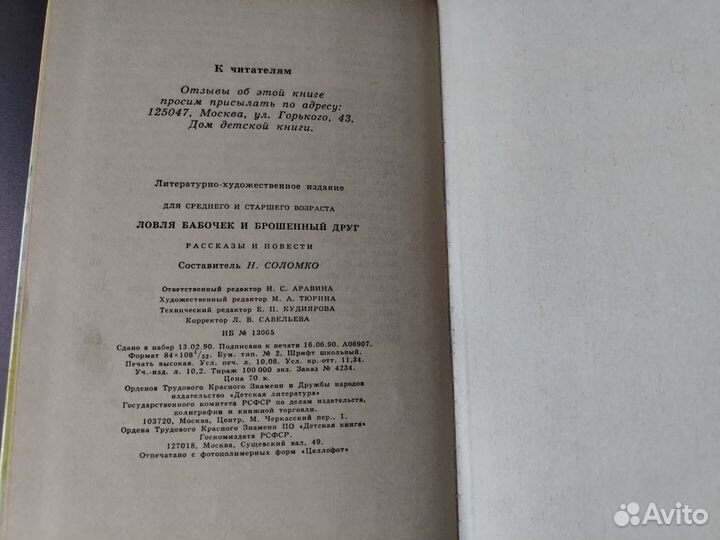 К читателям
Отзывы об этой книге
просим присылать по адресу:
125047, Москва, ул. Горького, 43.
Дом детской книги.
Литературно-художественное издание
ДЛЯ СРЕДНЕГО И СТАРШЕГО ВОЗРАСТА
ЛОВЛЯ БАБОЧЕК И БРОШЕННЫЙ ДРУГ
РАССКАЗЫ И ПОВЕСТИ
Составитель Н. СОЛОМКО
Ответственный редактор Н. С. АРАВИНА
Художественный редактор М. А. ТЮРИНА
Технический редактор Е. П. КУДИЯРОВА
Корректор Л. В. САВЕЛЬЕВА
ИБ № 13065
Сдано в набор 13.02.90. Подписано к печати 16.06.90. А06907.
Формат 84×108 1/32. Бум. тип. № 2. Шрифт школьный.
Печать высокая. Усл. печ. л. 10,08. Усл. кр.-отт. 11,34.
Уч.-изд. л. 10,2. Тираж 100 000 экз. Заказ № 4234.
Цена 70 к.
Орденов Трудового Красного Знамени и Дружбы народов
издательство «Детская литература»
Государственного комитета РСФСР по делам издательств,
полиграфии и книжной торговли.
103720, Москва, Центр, М. Черкасский пер., 1.
Ордена Трудового Красного Знамени ПО «Детская книга»
Госкомиздата РСФСР.
127018, Москва, Сущевский вал, 49.
Отпечатано с фотополимерных форм «Целлофот»
Avito